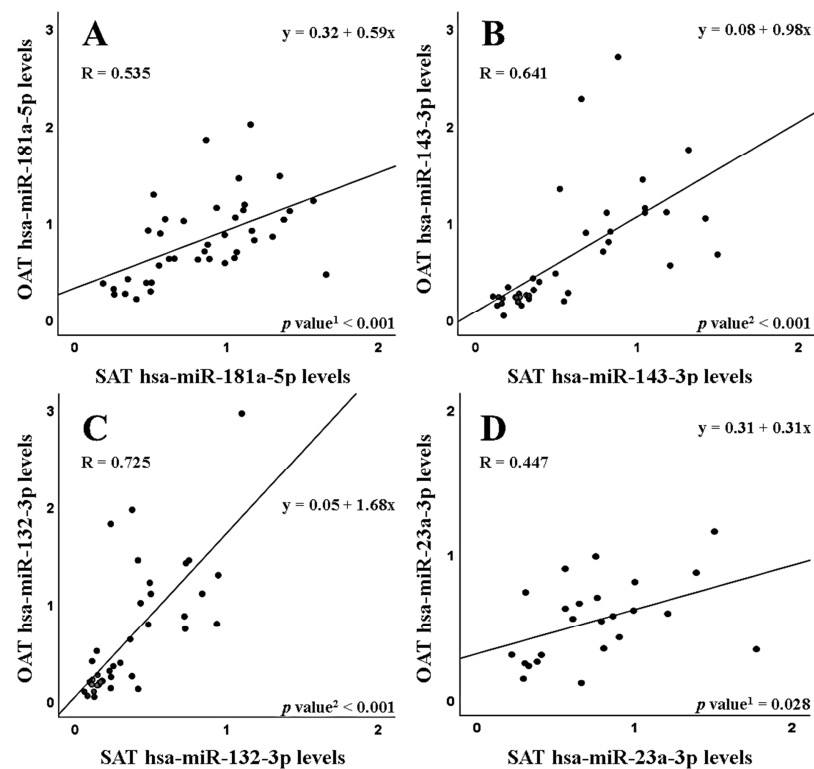 A
y = 0.32 + 0.59x
R = 0.535
OAT hsa-miR-181a-5p levels
3
2
1
0
p value¹ < 0.001
0 1 2
SAT hsa-miR-181a-5p levels
B
y = 0.08 + 0.98x
R = 0.641
OAT hsa-miR-143-3p levels
3
2
1
0
p value² < 0.001
0 1 2
SAT hsa-miR-143-3p levels
C
R = 0.725
y = 0.05 + 1.68x
OAT hsa-miR-132-3p levels
3
2
1
0
p value² < 0.001
0 1 2
SAT hsa-miR-132-3p levels
D
y = 0.31 + 0.31x
R = 0.447
OAT hsa-miR-23a-3p levels
2
1
0
p value¹ = 0.028
0 1 2
SAT hsa-miR-23a-3p levels